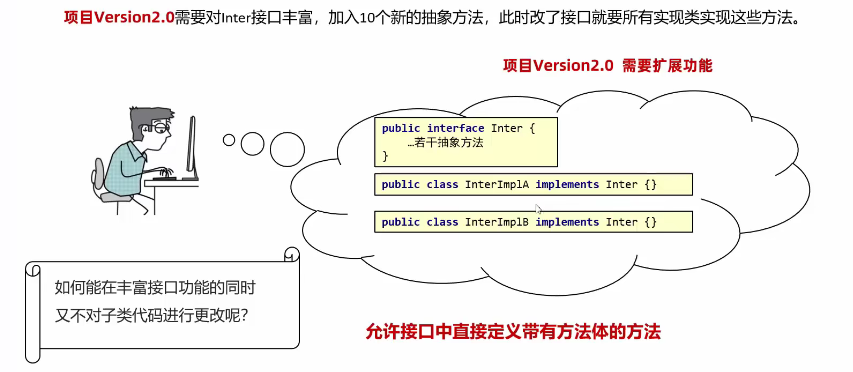 项目Version2.0需要对Inter接口丰富，加入10个新的抽象方法，此时改了接口就要所有实现类实现这些方法。
项目Version2.0 需要扩展功能
public interface Inter {
…若干抽象方法
}
public class InterImplA implements Inter {}
public class InterImplB implements Inter {}
如何能在丰富接口功能的同时
又不对子类代码进行更改呢？
允许接口中直接定义带有方法体的方法